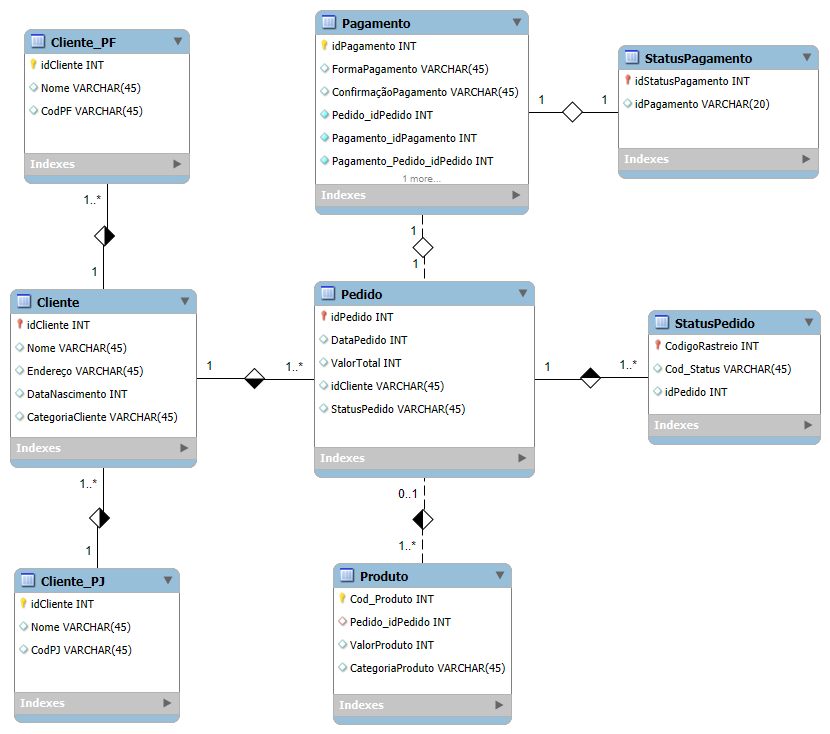 Cliente_PF
idCliente INT
Nome VARCHAR(45)
CodPF VARCHAR(45)
Indexes
Pagamento
idPagamento INT
FormaPagamento VARCHAR(45)
ConfirmaçãoPagamento VARCHAR(45)
Pedido_idPedido INT
Pagamento_idPagamento INT
Pagamento_Pedido_idPedido INT
1 more...
Indexes
1
1
StatusPagamento
idStatusPagamento INT
idPagamento VARCHAR(20)
Indexes
1..*
1
1
1
Cliente
idCliente INT
Nome VARCHAR(45)
Endereço VARCHAR(45)
DataNascimento INT
CategoriaCliente VARCHAR(45)
Indexes
1
1..*
Pedido
idPedido INT
DataPedido INT
ValorTotal INT
idCliente VARCHAR(45)
StatusPedido VARCHAR(45)
Indexes
1
1..*
StatusPedido
CodigoRastreio INT
Cod_Status VARCHAR(45)
idPedido INT
Indexes
1..*
1
0..1
1..*
Cliente_PJ
idCliente INT
Nome VARCHAR(45)
CodPJ VARCHAR(45)
Indexes
Produto
Cod_Produto INT
Pedido_idPedido INT
ValorProduto INT
CategoriaProduto VARCHAR(45)
Indexes